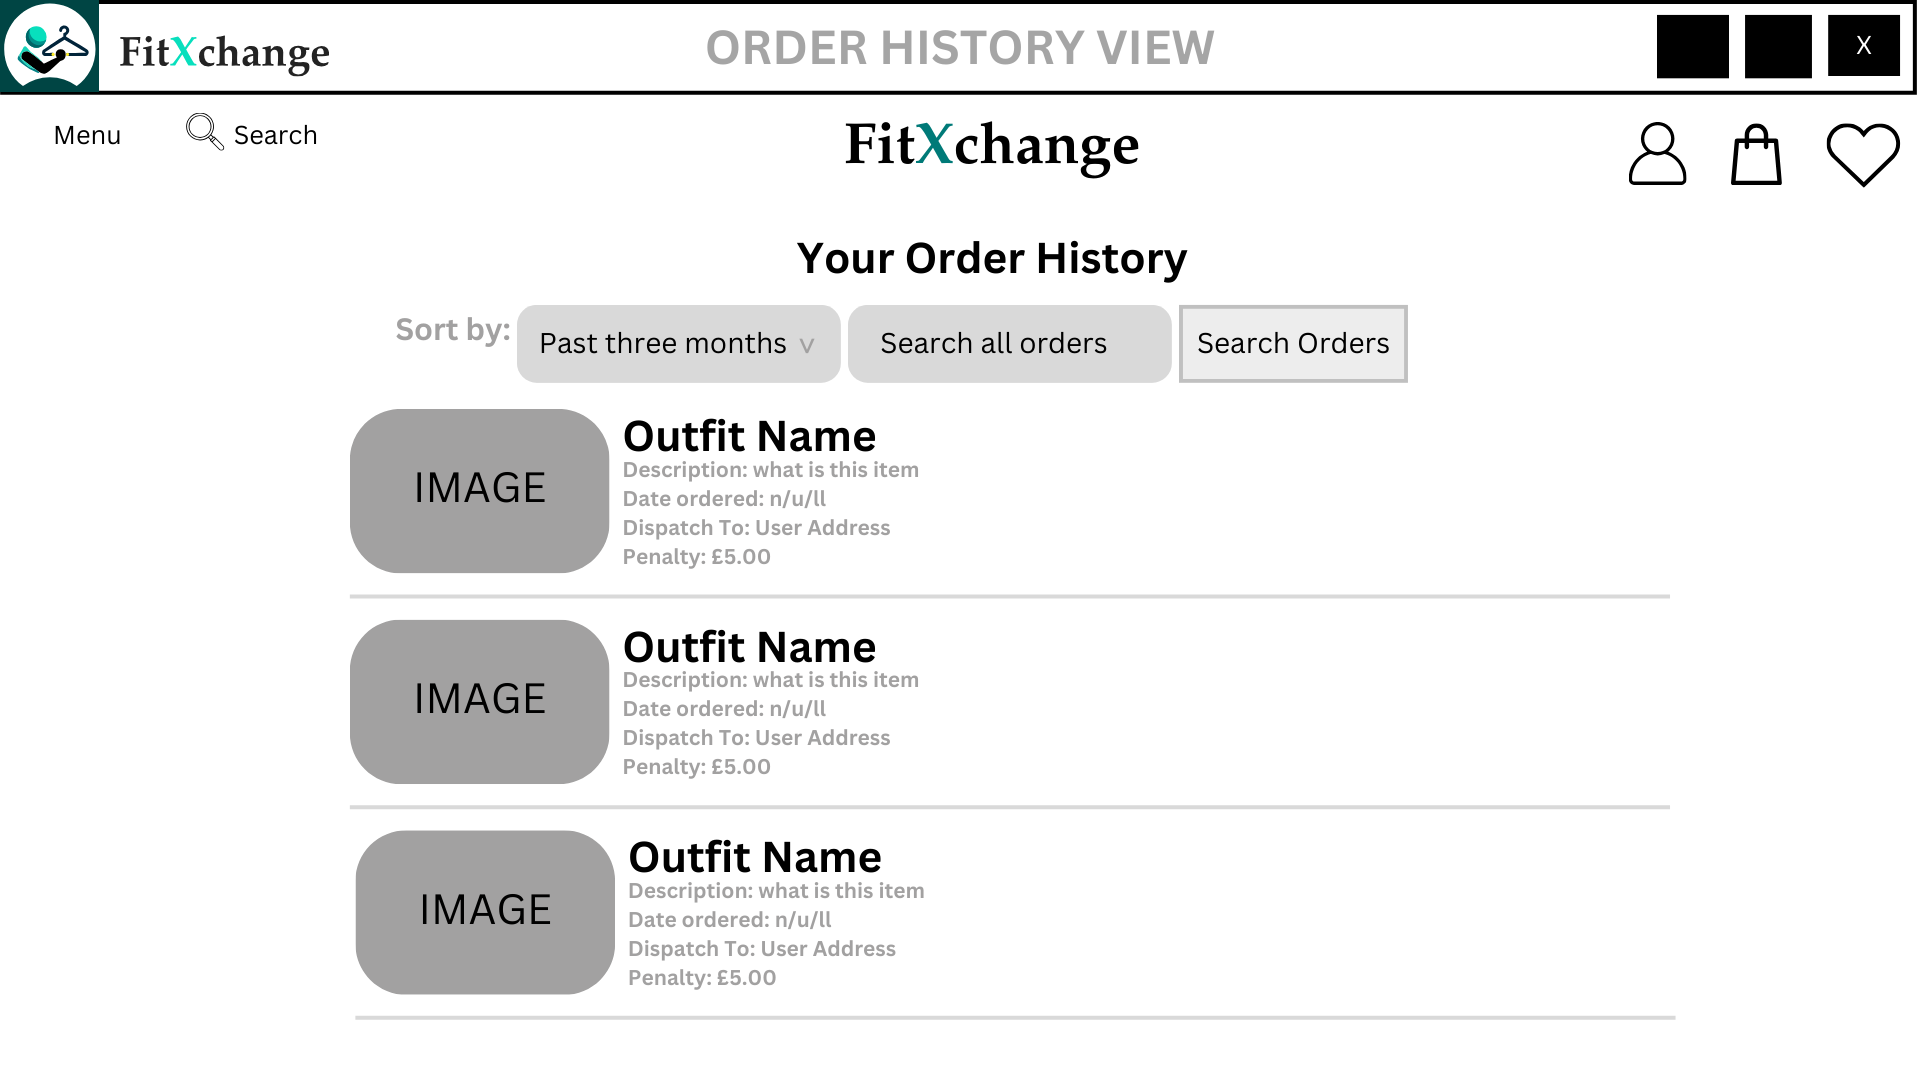 FitXchange
ORDER HISTORY VIEW
X
Menu
Search
FitXchange
Your Order History
Sort by:
Past three months v
Search all orders
Search Orders
IMAGE
Outfit Name
Description: what is this item
Date ordered: n/u/ll
Dispatch To: User Address
Penalty: £5.00
IMAGE
Outfit Name
Description: what is this item
Date ordered: n/u/ll
Dispatch To: User Address
Penalty: £5.00
IMAGE
Outfit Name
Description: what is this item
Date ordered: n/u/ll
Dispatch To: User Address
Penalty: £5.00